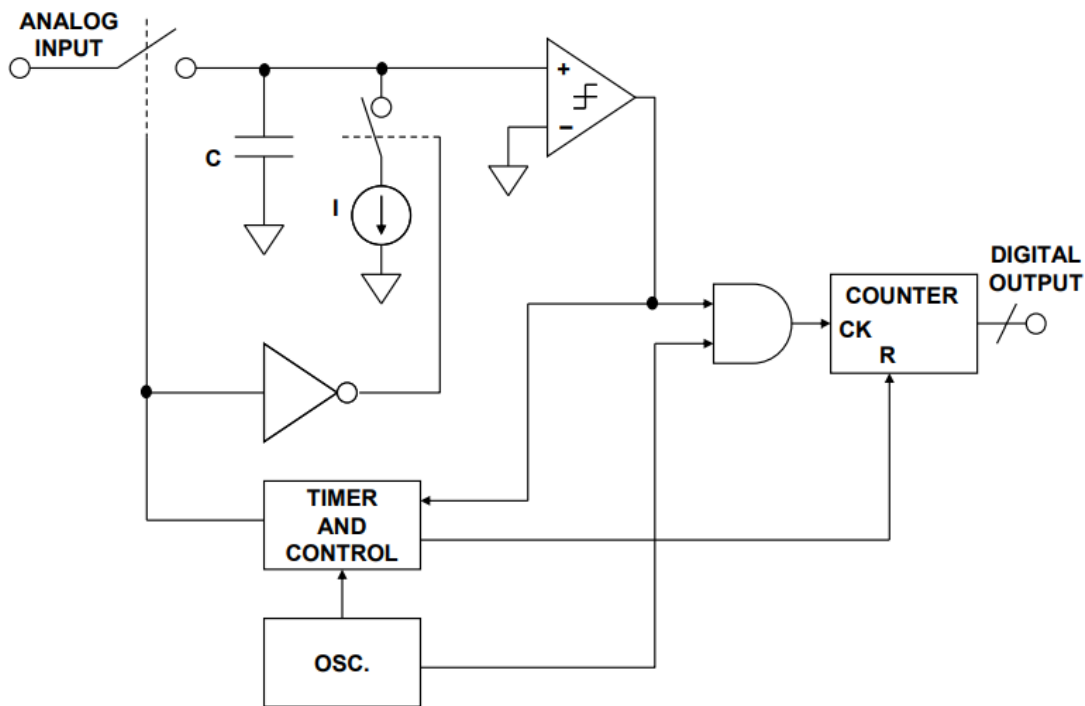 ANALOG
INPUT
+
−
C
I
DIGITAL
OUTPUT
COUNTER
CK
R
TIMER
AND
CONTROL
OSC.